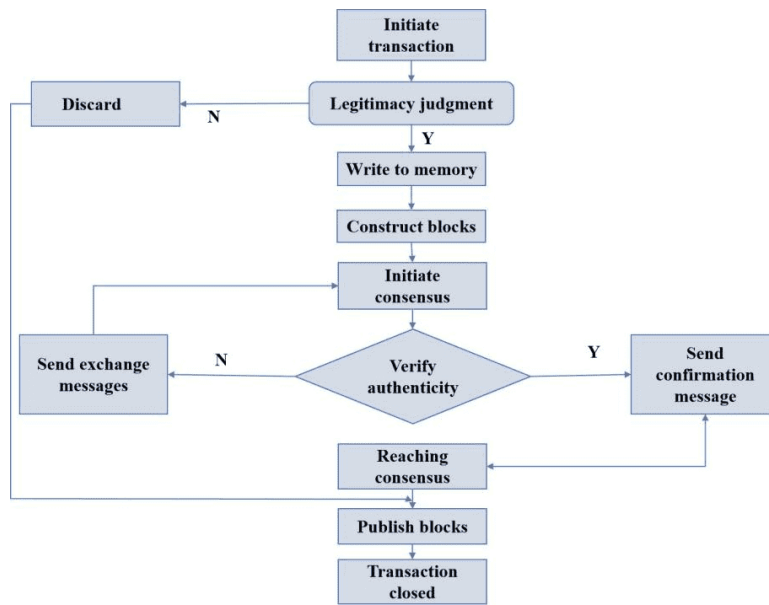 Initiate
transaction
Discard
N
Legitimacy judgment
Y
Write to memory
Construct blocks
Initiate
consensus
Send exchange
messages
N
Verify
authenticity
Y
Send
confirmation
message
Reaching
consensus
Publish blocks
Transaction
closed